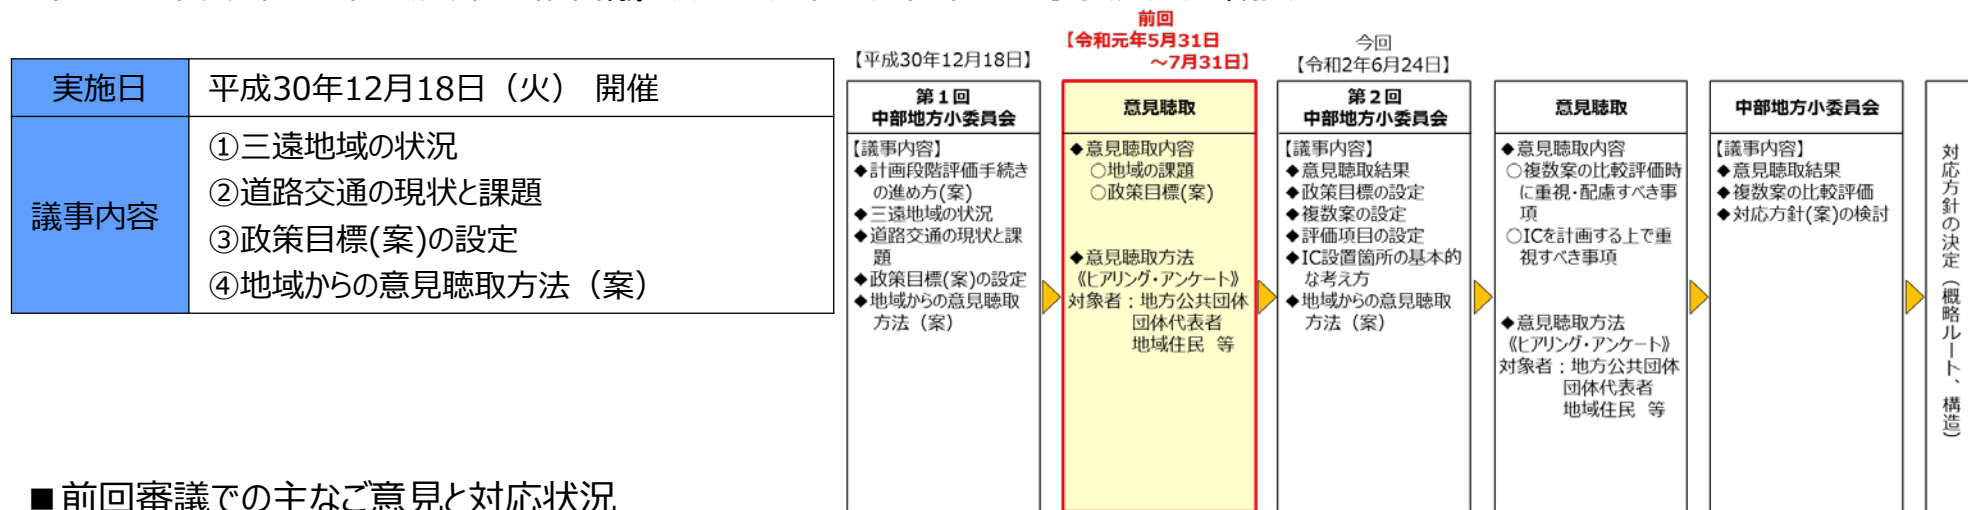 実施日
平成30年12月18日（火） 開催
議事内容
①三遠地域の状況
②道路交通の現状と課題
③政策目標(案)の設定
④地域からの意見聴取方法（案）
■前回審議での主なご意見と対応状況
【平成30年12月18日】
第１回
中部地方小委員会
【議事内容】
◆計画段階評価手続き
の進め方(案)
◆三遠地域の状況
◆道路交通の現状と課
題
◆政策目標(案)の設定
◆地域からの意見聴取
方法（案）
前回
【令和元年5月31日
～7月31日】
意見聴取
◆意見聴取内容
○地域の課題
○政策目標(案)
◆意見聴取方法
《ヒアリング・アンケート》
対象者：地方公共団体
団体代表者
地域住民 等
今回
【令和2年6月24日】
第２回
中部地方小委員会
【議事内容】
◆意見聴取結果
◆政策目標の設定
◆複数案の設定
◆評価項目の設定
◆IC設置箇所の基本的
な考え方
◆地域からの意見聴取
方法（案）
意見聴取
◆意見聴取内容
○複数案の比較評価時
に重視・配慮すべき事
項
○ICを計画する上で重
視すべき事項
◆意見聴取方法
《ヒアリング・アンケート》
対象者：地方公共団体
団体代表者
地域住民 等
中部地方小委員会
【議事内容】
◆意見聴取結果
◆複数案の比較評価
◆対応方針(案)の検討
対応方針の決定（概略ルート、構造）